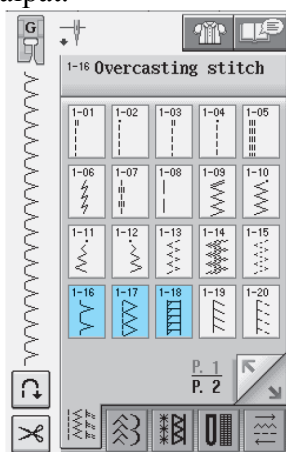 G
1-16 Overcasting stitch
1-01 1-02 1-03 1-04 1-05
1-06 1-07 1-08 1-09 1-10
1-11 1-12 1-13 1-14 1-15
1-16 1-17 1-18 1-19 1-20
P. 1
P. 2